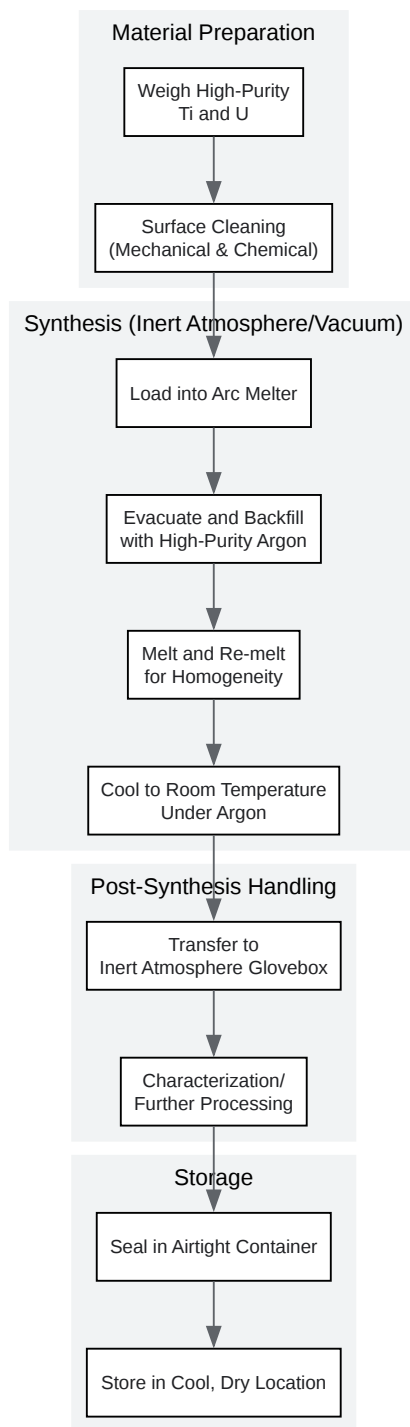 Material Preparation
Weigh High-Purity
Ti and U
Surface Cleaning
(Mechanical & Chemical)
Synthesis (Inert Atmosphere/Vacuum)
Load into Arc Melter
Evacuate and Backfill
with High-Purity Argon
Melt and Re-melt
for Homogeneity
Cool to Room Temperature
Under Argon
Post-Synthesis Handling
Transfer to
Inert Atmosphere Glovebox
Characterization/
Further Processing
Storage
Seal in Airtight Container
Store in Cool, Dry Location